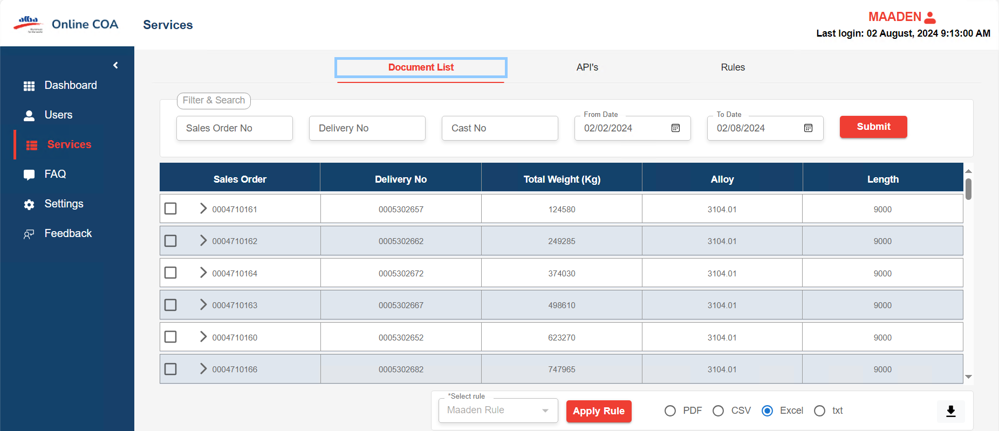 alba
Aluminium
for the world
Online COA
Services
MAADEN
Last login: 02 August, 2024 9:13:00 AM
Dashboard
Users
Services
FAQ
Settings
Feedback
Document List
API's
Rules
Filter & Search
Sales Order No
Delivery No
Cast No
From Date
02/02/2024
To Date
02/08/2024
Submit
Sales Order Delivery No Total Weight (Kg) Alloy Length
0004710161 0005302657 124580 3104.01 9000
0004710162 0005302662 249285 3104.01 9000
0004710164 0005302672 374030 3104.01 9000
0004710163 0005302667 498610 3104.01 9000
0004710160 0005302652 623270 3104.01 9000
0004710166 0005302682 747965 3104.01 9000
*Select rule
Maaden Rule
Apply Rule
PDF CSV Excel txt